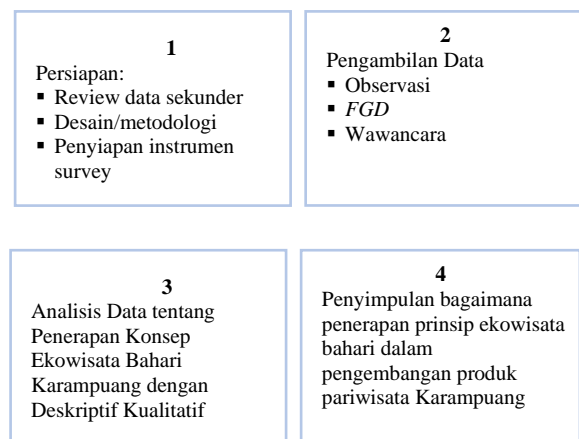 1
Persiapan:
▪ Review data sekunder
▪ Desain/metodologi
▪ Penyiapan instrumen
survey
2
Pengambilan Data
▪ Observasi
▪ FGD
▪ Wawancara
3
Analisis Data tentang
Penerapan Konsep
Ekowisata Bahari
Karampuang dengan
Deskriptif Kualitatif
4
Penyimpulan bagaimana
penerapan prinsip ekowisata
bahari dalam
pengembangan produk
pariwisata Karampuang